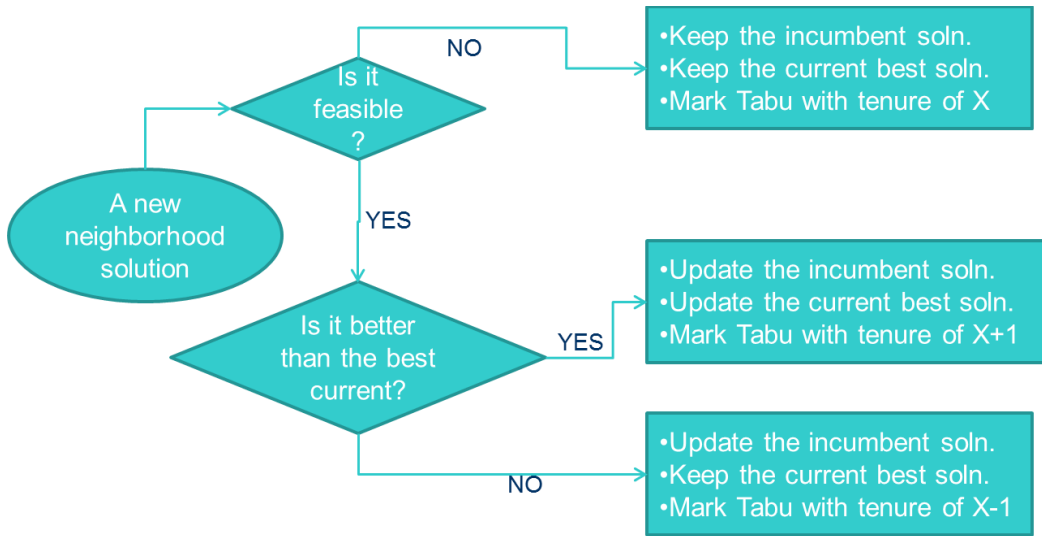 A new
neighborhood
solution
Is it
feasible
?
NO
•Keep the incumbent soln.
•Keep the current best soln.
•Mark Tabu with tenure of X
YES
Is it better
than the best
current?
YES
•Update the incumbent soln.
•Update the current best soln.
•Mark Tabu with tenure of X+1
NO
•Update the incumbent soln.
•Keep the current best soln.
•Mark Tabu with tenure of X-1